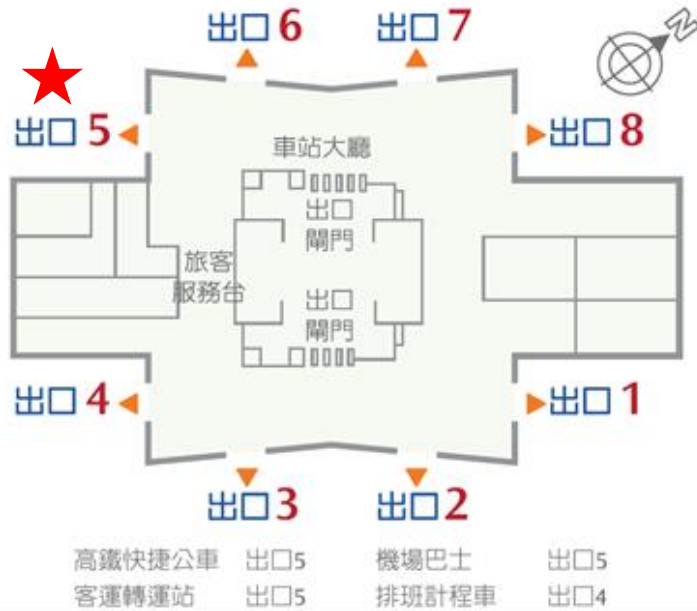 出口 6
出口 7
N
出口 5
出口 8
車站大廳
出口
閘門
旅客
服務台
出口
閘門
出口 4
出口 1
出口 3
出口 2
高鐵快捷公車 出口5 機場巴士 出口5
客運轉運站 出口5 排班計程車 出口4